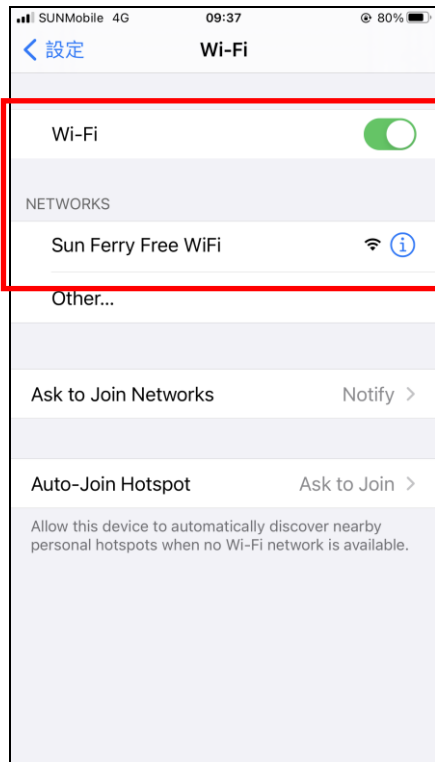 SUNMobile 4G 09:37 80%
設定 Wi-Fi
Wi-Fi
NETWORKS
Sun Ferry Free WiFi
Other...
Ask to Join Networks Notify
Auto-Join Hotspot Ask to Join
Allow this device to automatically discover nearby
personal hotspots when no Wi-Fi network is available.